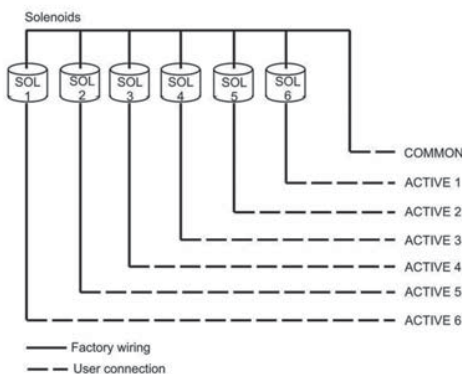 Solenoids
SOL 1
SOL 2
SOL 3
SOL 4
SOL 5
SOL 6
COMMON
ACTIVE 1
ACTIVE 2
ACTIVE 3
ACTIVE 4
ACTIVE 5
ACTIVE 6
Factory wiring
User connection